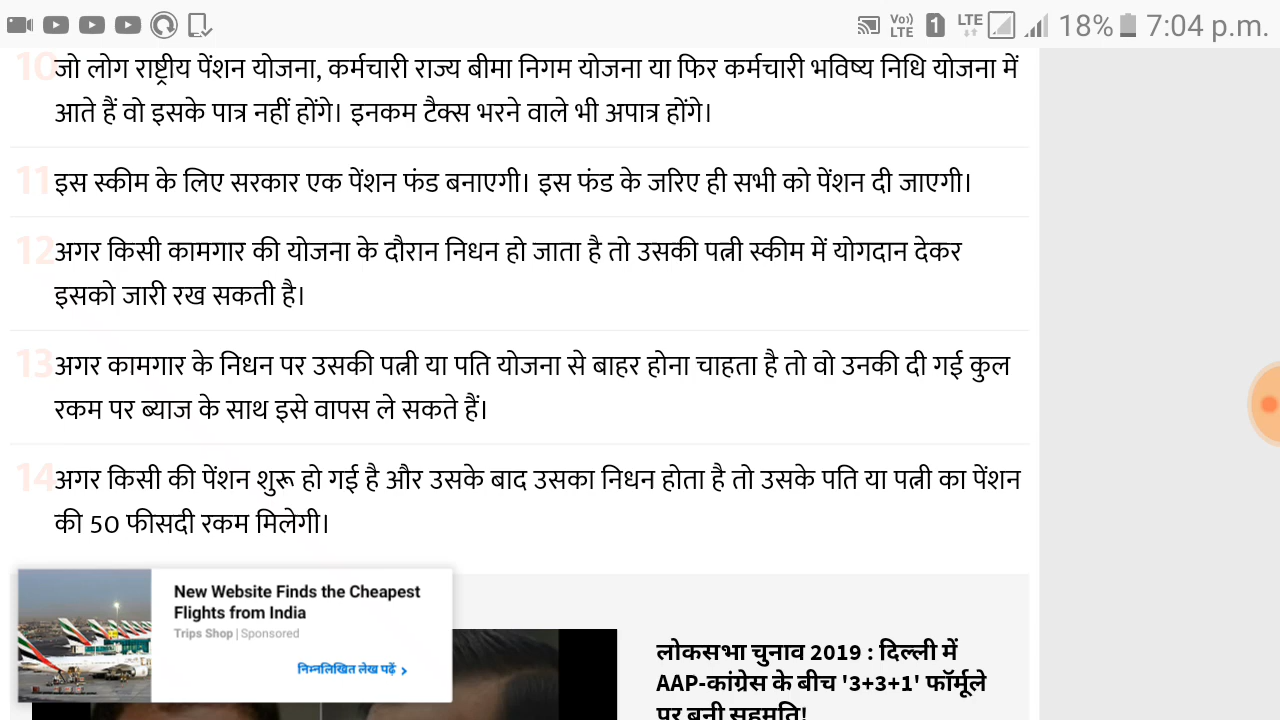 VoLTE 1 LTE 18% 7:04 p.m.
10 जो लोग राष्ट्रीय पेंशन योजना, कर्मचारी राज्य बीमा निगम योजना या फिर कर्मचारी भविष्य निधि योजना में
आते हैं वो इसके पात्र नहीं होंगे। इनकम टैक्स भरने वाले भी अपात्र होंगे।
11 इस स्कीम के लिए सरकार एक पेंशन फंड बनाएगी। इस फंड के जरिए ही सभी को पेंशन दी जाएगी।
12 अगर किसी कामगार की योजना के दौरान निधन हो जाता है तो उसकी पत्नी स्कीम में योगदान देकर
इसको जारी रख सकती है।
13 अगर कामगार के निधन पर उसकी पत्नी या पति योजना से बाहर होना चाहता है तो वो उनकी दी गई कुल
रकम पर ब्याज के साथ इसे वापस ले सकते हैं।
14 अगर किसी की पेंशन शुरू हो गई है और उसके बाद उसका निधन होता है तो उसके पति या पत्नी का पेंशन
की 50 फीसदी रकम मिलेगी।
New Website Finds the Cheapest
Flights from India
Trips Shop | Sponsored
निम्नलिखित लेख पढ़ें >
लोकसभा चुनाव 2019 : दिल्ली में
AAP-कांग्रेस के बीच '3+3+1' फॉर्मूले
पर बनी सहमति!